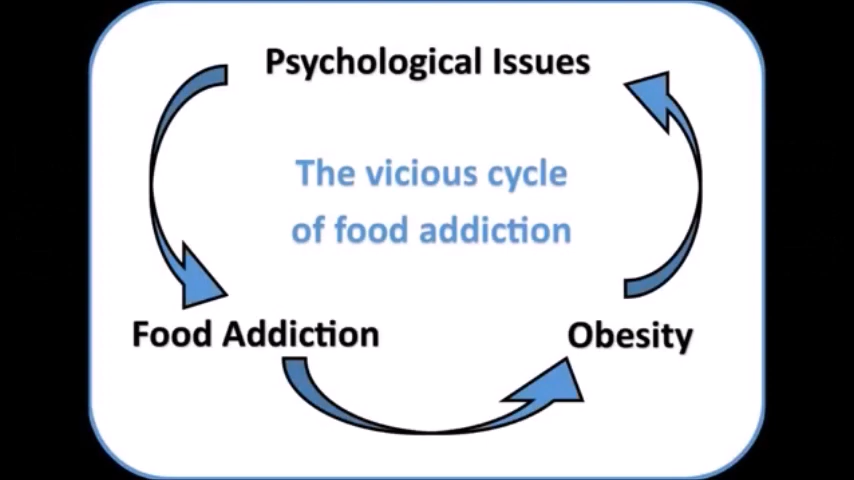 Psychological Issues
The vicious cycle
of food addiction
Food Addiction
Obesity